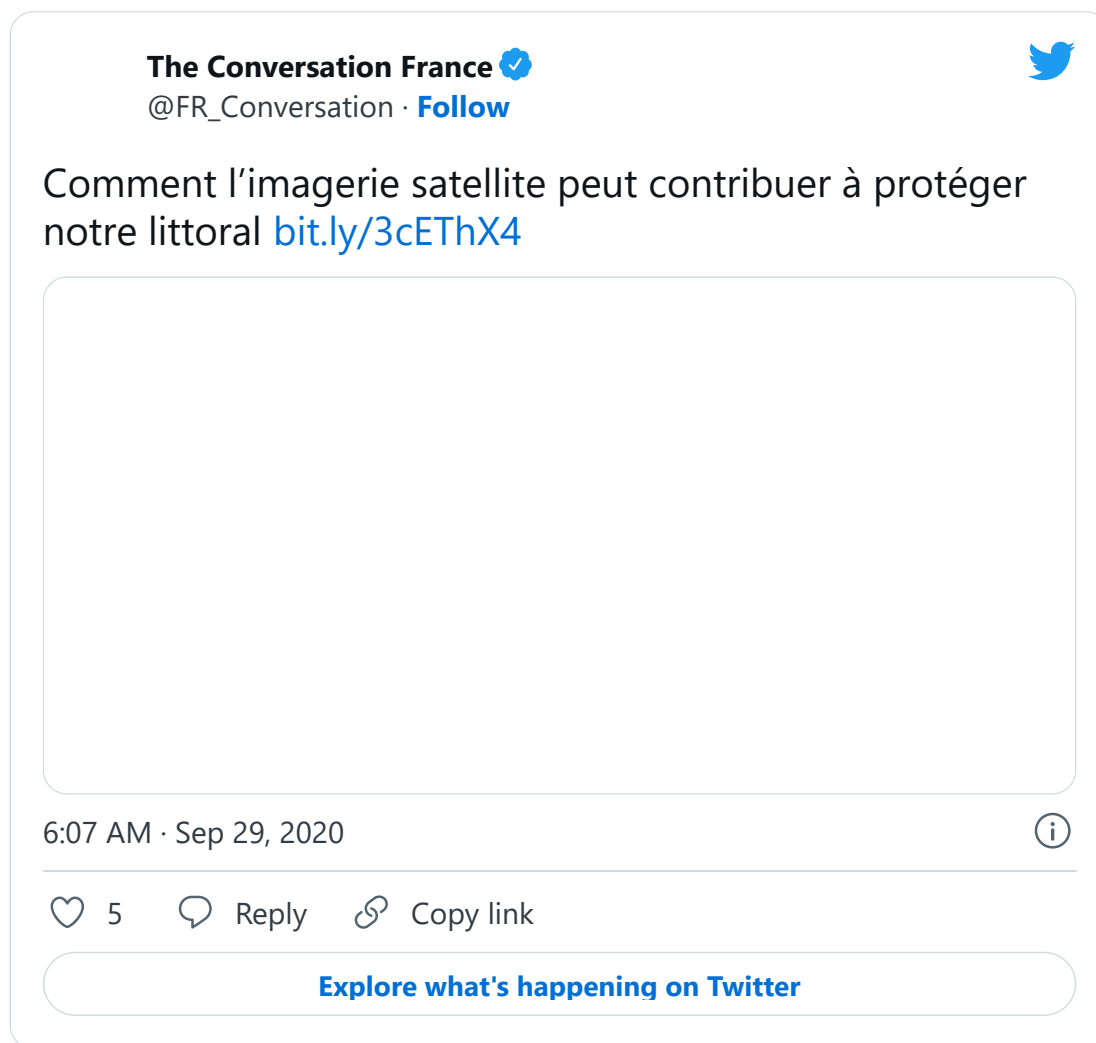 The Conversation France
@FR_Conversation · Follow
Comment l’imagerie satellite peut contribuer à protéger
notre littoral bit.ly/3cEThX4
6:07 AM · Sep 29, 2020
5 Reply Copy link
Explore what's happening on Twitter